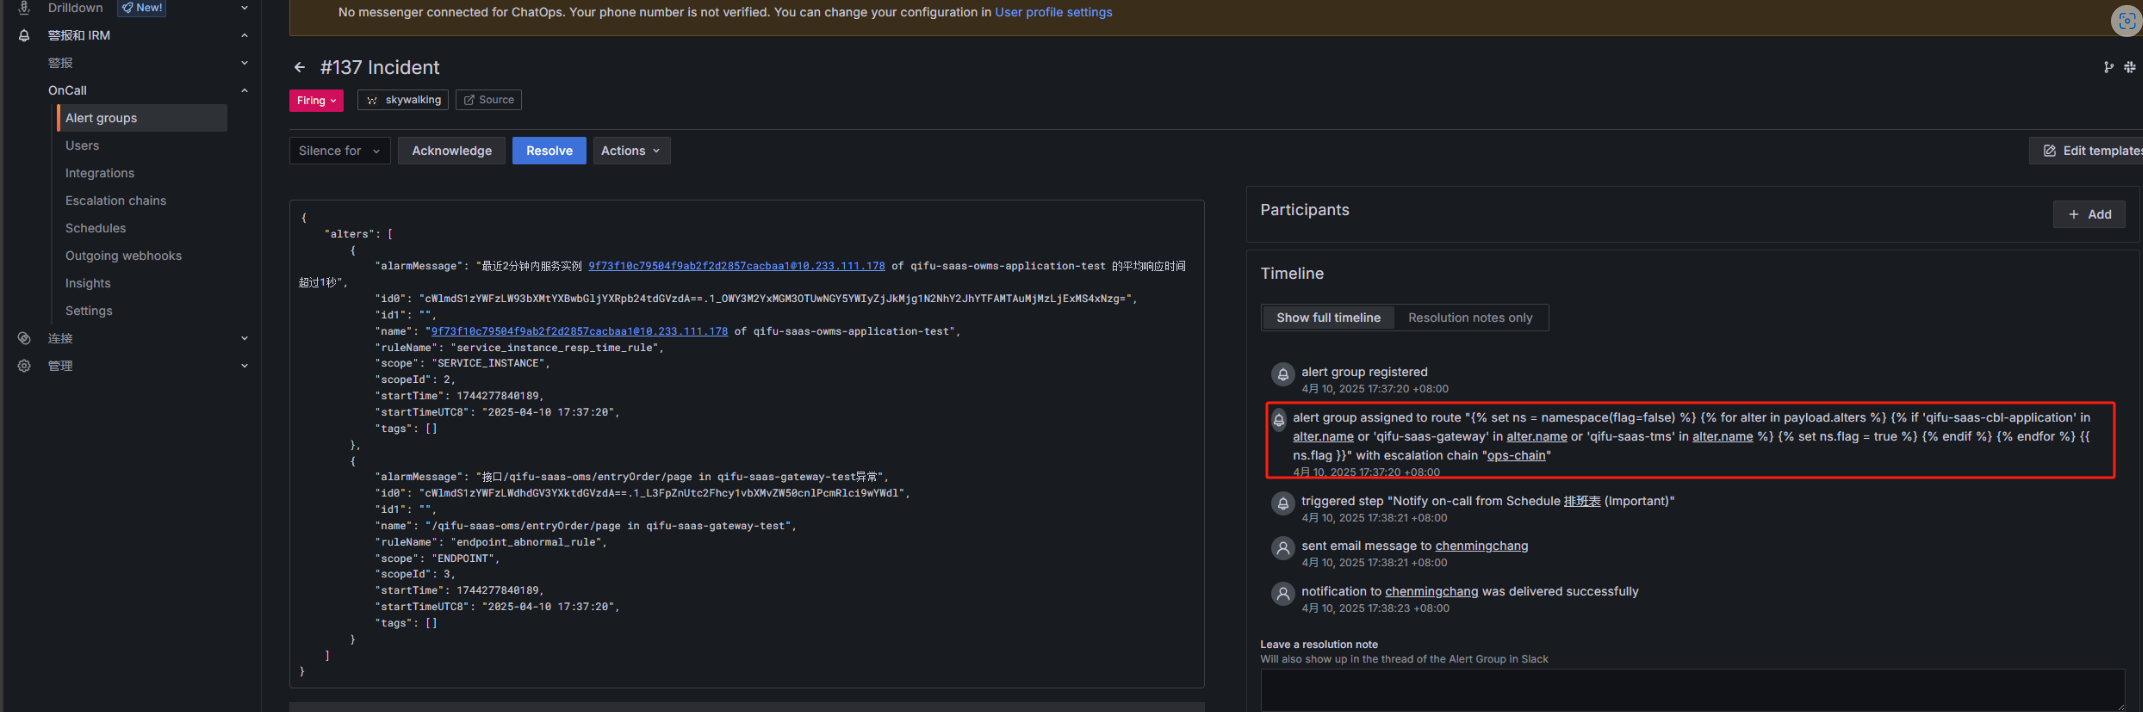 Drilldown New!
警报和 IRM
警报
OnCall
Alert groups
Users
Integrations
Escalation chains
Schedules
Outgoing webhooks
Insights
Settings
连接
管理
No messenger connected for ChatOps. Your phone number is not verified. You can change your configuration in User profile settings
#137 Incident
Firing skywalking Source
Silence for Acknowledge Resolve Actions Edit templates
{
"alters": [
{
"alarmMessage": "最近2分钟内服务实例 9f73f10c79504f9ab2f2d2857cacbaa1@10.233.111.178 of qifu-saas-owms-application-test 的平均响应时间
超过1秒",
"id0": "cWlmdS1zYWFzLW93bXMtYXBwbGljYXRpb24tdGVzdA==.1_OWY3M2YxMGM3OTUwNGY5YWIyZjJkMjg1N2NhY2JhYTFAMTAuMjMzLjExMS4xNzg=",
"id1": "",
"name": "9f73f10c79504f9ab2f2d2857cacbaa1@10.233.111.178 of qifu-saas-owms-application-test",
"ruleName": "service_instance_resp_time_rule",
"scope": "SERVICE_INSTANCE",
"scopeId": 2,
"startTime": 1744277840189,
"startTimeUTC8": "2025-04-10 17:37:20",
"tags": []
},
{
"alarmMessage": "接口/qifu-saas-oms/entryOrder/page in qifu-saas-gateway-test异常",
"id0": "cWlmdS1zYWFzLWdhdGV3YXktdGVzdA==.1_L3FpZnUtc2Fhcy1vbXMvZW50cnlPcmRlci9wYWdl",
"id1": "",
"name": "/qifu-saas-oms/entryOrder/page in qifu-saas-gateway-test",
"ruleName": "endpoint_abnormal_rule",
"scope": "ENDPOINT",
"scopeId": 3,
"startTime": 1744277840189,
"startTimeUTC8": "2025-04-10 17:37:20",
"tags": []
}
]
}
Participants
Add
Timeline
Show full timeline Resolution notes only
alert group registered
4月 10, 2025 17:37:20 +08:00
alert group assigned to route "{% set ns = namespace(flag=false) %} {% for alter in payload.alters %} {% if 'qifu-saas-cbl-application' in
alter.name or 'qifu-saas-gateway' in alter.name or 'qifu-saas-tms' in alter.name %} {% set ns.flag = true %} {% endif %} {% endfor %} {{
ns.flag }}" with escalation chain "ops-chain"
4月 10, 2025 17:37:20 +08:00
triggered step "Notify on-call from Schedule 排班表 (Important)"
4月 10, 2025 17:38:21 +08:00
sent email message to chenmingchang
4月 10, 2025 17:38:21 +08:00
notification to chenmingchang was delivered successfully
4月 10, 2025 17:38:23 +08:00
Leave a resolution note
Will also show up in the thread of the Alert Group in Slack